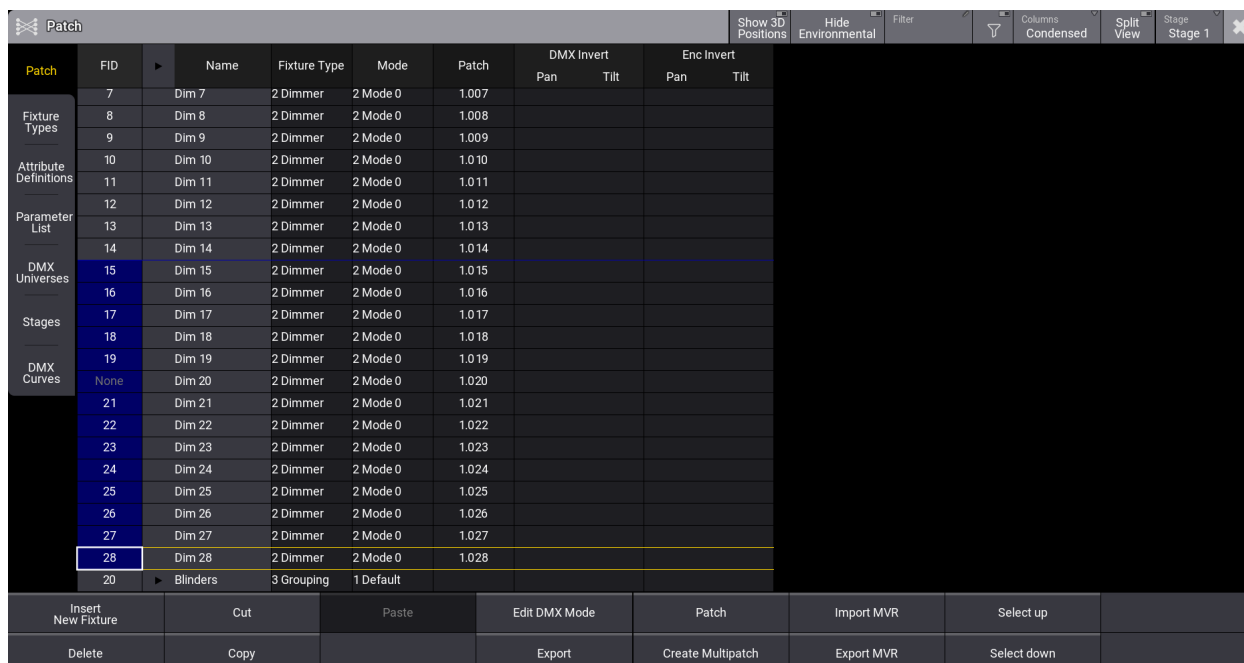 Patch
Show 3D Positions
Hide Environmental
Filter
Columns
Condensed
Split View
Stage
Stage 1
Patch
Fixture Types
Attribute Definitions
Parameter List
DMX Universes
Stages
DMX Curves
FID Name Fixture Type Mode Patch DMX Invert Enc Invert
Pan Tilt Pan Tilt
7 Dim 7 2 Dimmer 2 Mode 0 1.007
8 Dim 8 2 Dimmer 2 Mode 0 1.008
9 Dim 9 2 Dimmer 2 Mode 0 1.009
10 Dim 10 2 Dimmer 2 Mode 0 1.010
11 Dim 11 2 Dimmer 2 Mode 0 1.011
12 Dim 12 2 Dimmer 2 Mode 0 1.012
13 Dim 13 2 Dimmer 2 Mode 0 1.013
14 Dim 14 2 Dimmer 2 Mode 0 1.014
15 Dim 15 2 Dimmer 2 Mode 0 1.015
16 Dim 16 2 Dimmer 2 Mode 0 1.016
17 Dim 17 2 Dimmer 2 Mode 0 1.017
18 Dim 18 2 Dimmer 2 Mode 0 1.018
19 Dim 19 2 Dimmer 2 Mode 0 1.019
None Dim 20 2 Dimmer 2 Mode 0 1.020
21 Dim 21 2 Dimmer 2 Mode 0 1.021
22 Dim 22 2 Dimmer 2 Mode 0 1.022
23 Dim 23 2 Dimmer 2 Mode 0 1.023
24 Dim 24 2 Dimmer 2 Mode 0 1.024
25 Dim 25 2 Dimmer 2 Mode 0 1.025
26 Dim 26 2 Dimmer 2 Mode 0 1.026
27 Dim 27 2 Dimmer 2 Mode 0 1.027
28 Dim 28 2 Dimmer 2 Mode 0 1.028
20 Blinders 3 Grouping 1 Default
Insert New Fixture
Cut
Paste
Edit DMX Mode
Patch
Import MVR
Select up
Delete
Copy
Export
Create Multipatch
Export MVR
Select down